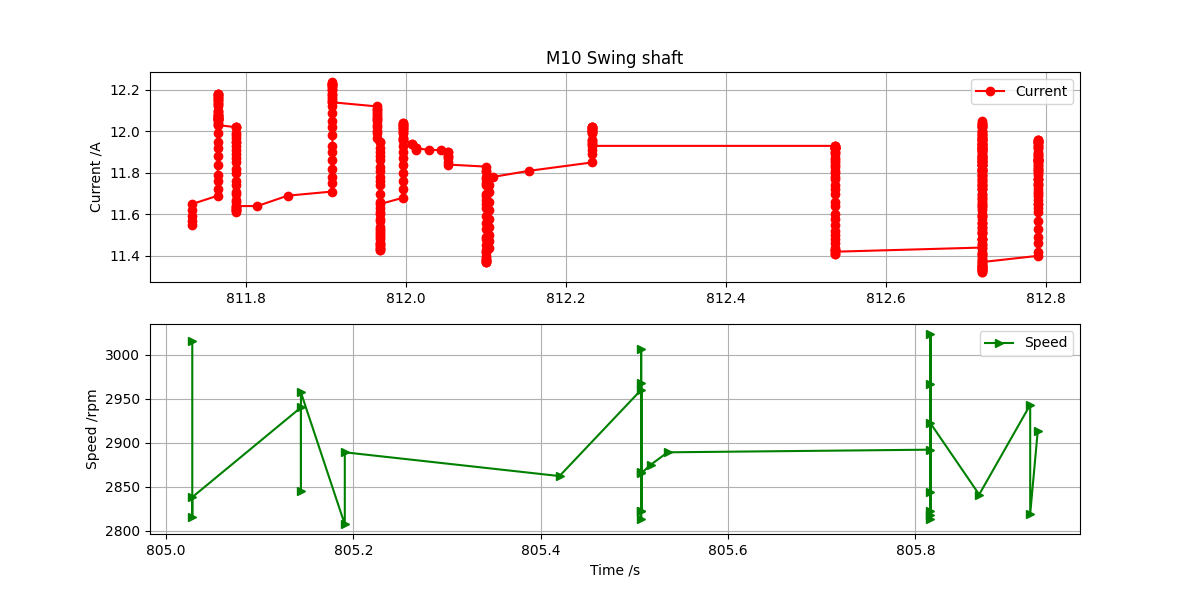 M10 Swing shaft
Current /A
12.2
12.0
11.8
11.6
11.4
Current
811.8 812.0 812.2 812.4 812.6 812.8
Speed /rpm
3000
2950
2900
2850
2800
Speed
805.0 805.2 805.4 805.6 805.8
Time /s